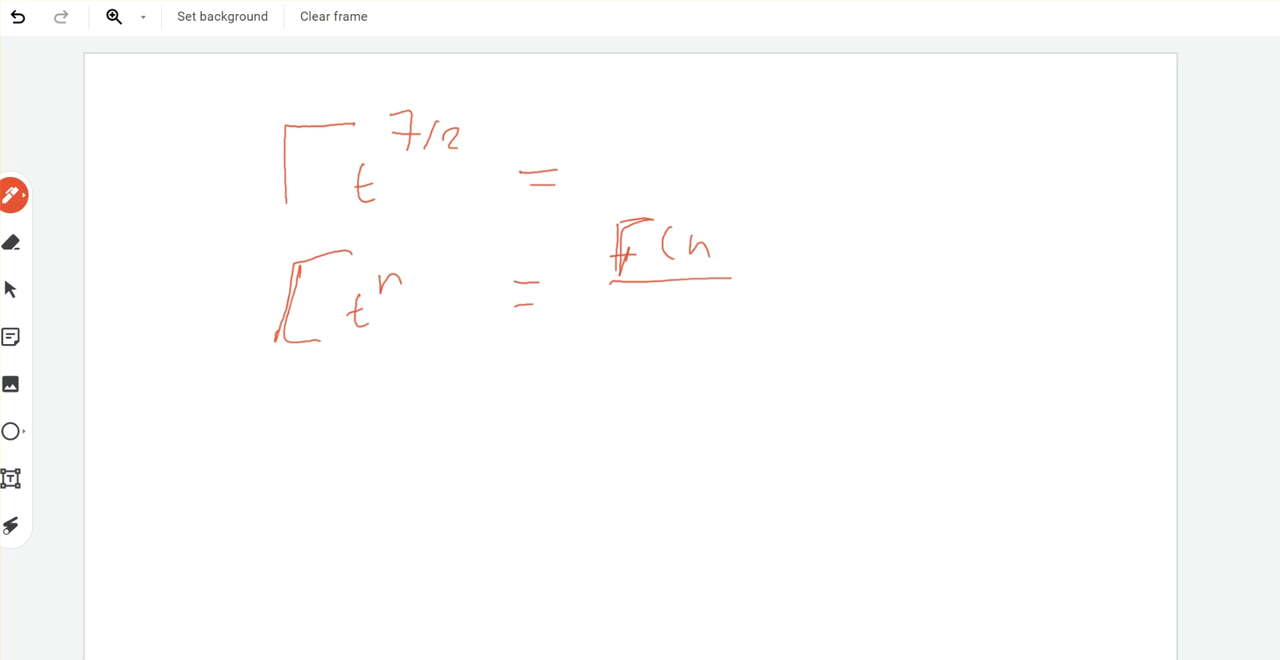 Set background Clear frame
Γ t^7/2 =
[ t^n = Γ(n